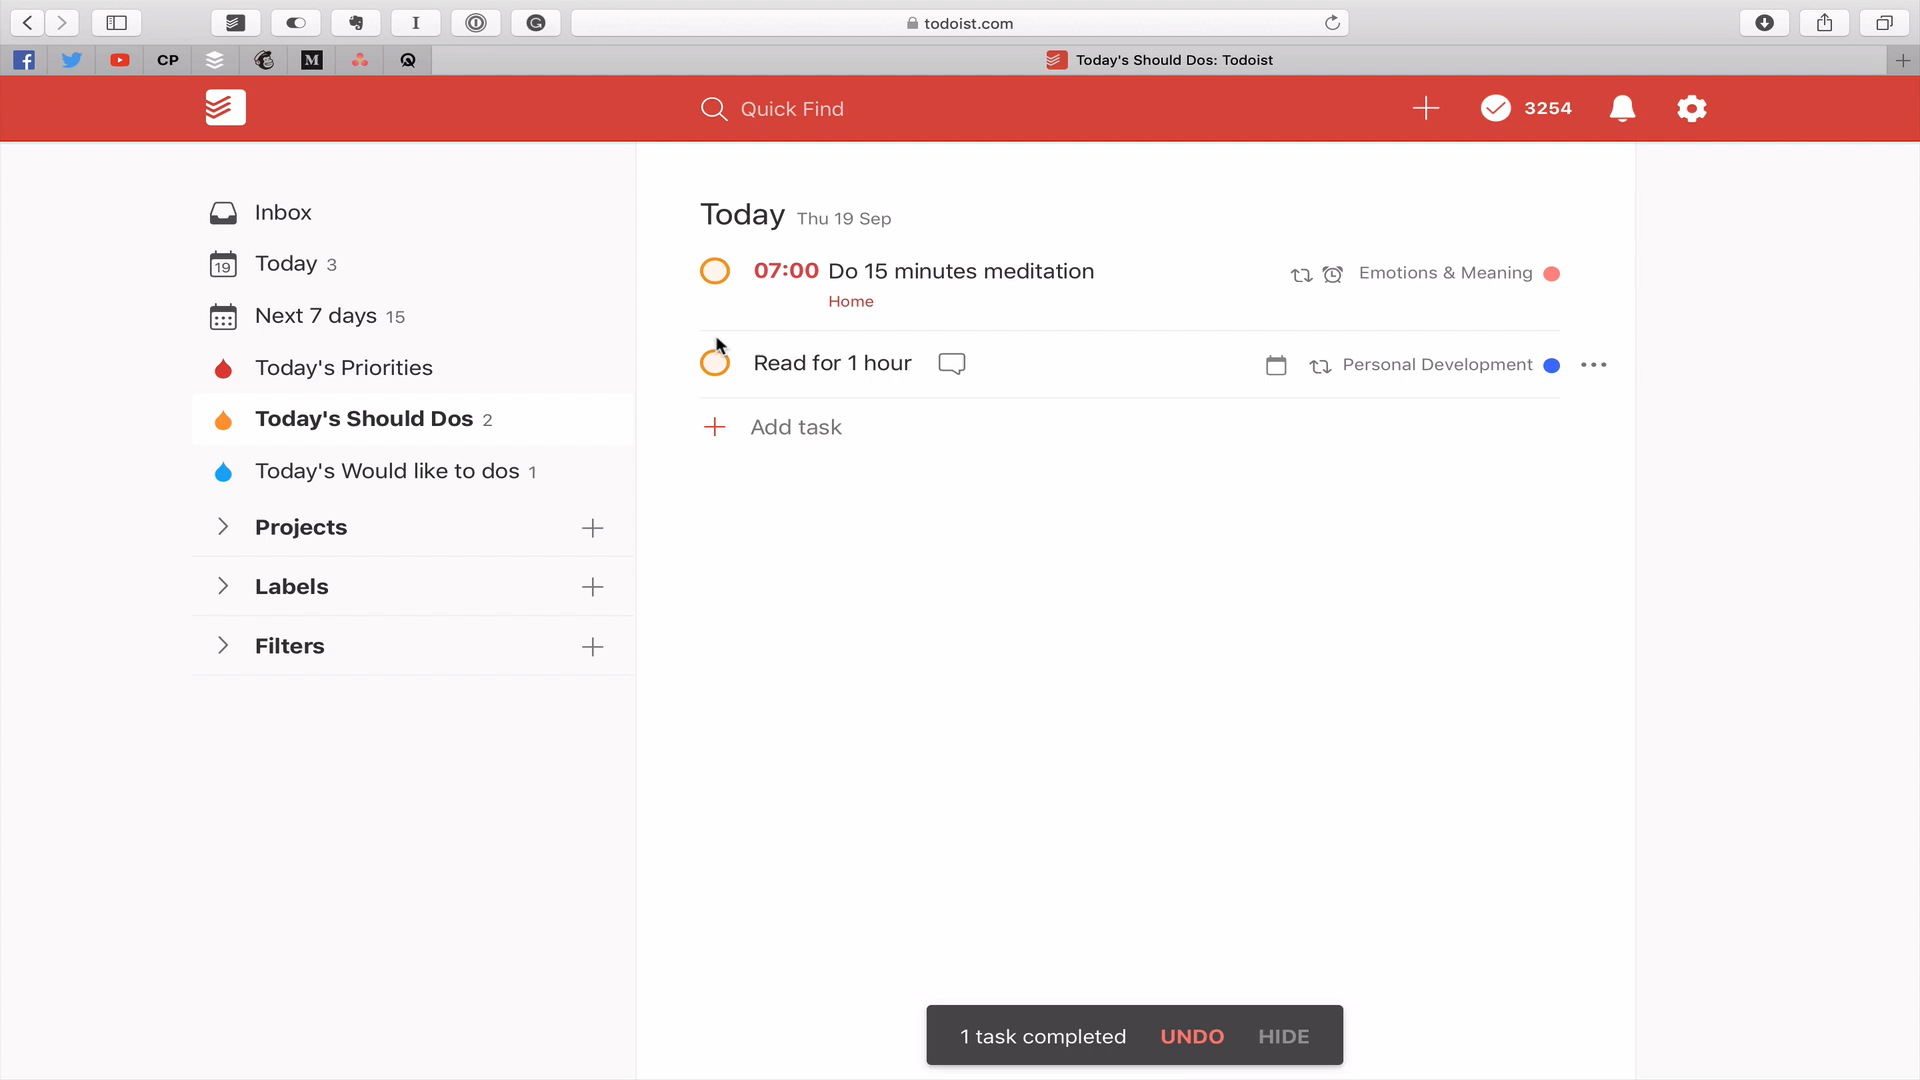 todoist.com
CP
M
Today's Should Dos: Todoist
Quick Find
3254
Inbox
19
Today 3
Next 7 days 15
Today's Priorities
Today's Should Dos 2
Today's Would like to dos 1
Projects
Labels
Filters
Today Thu 19 Sep
07:00 Do 15 minutes meditation
Emotions & Meaning
Home
Read for 1 hour
Personal Development
Add task
1 task completed UNDO HIDE